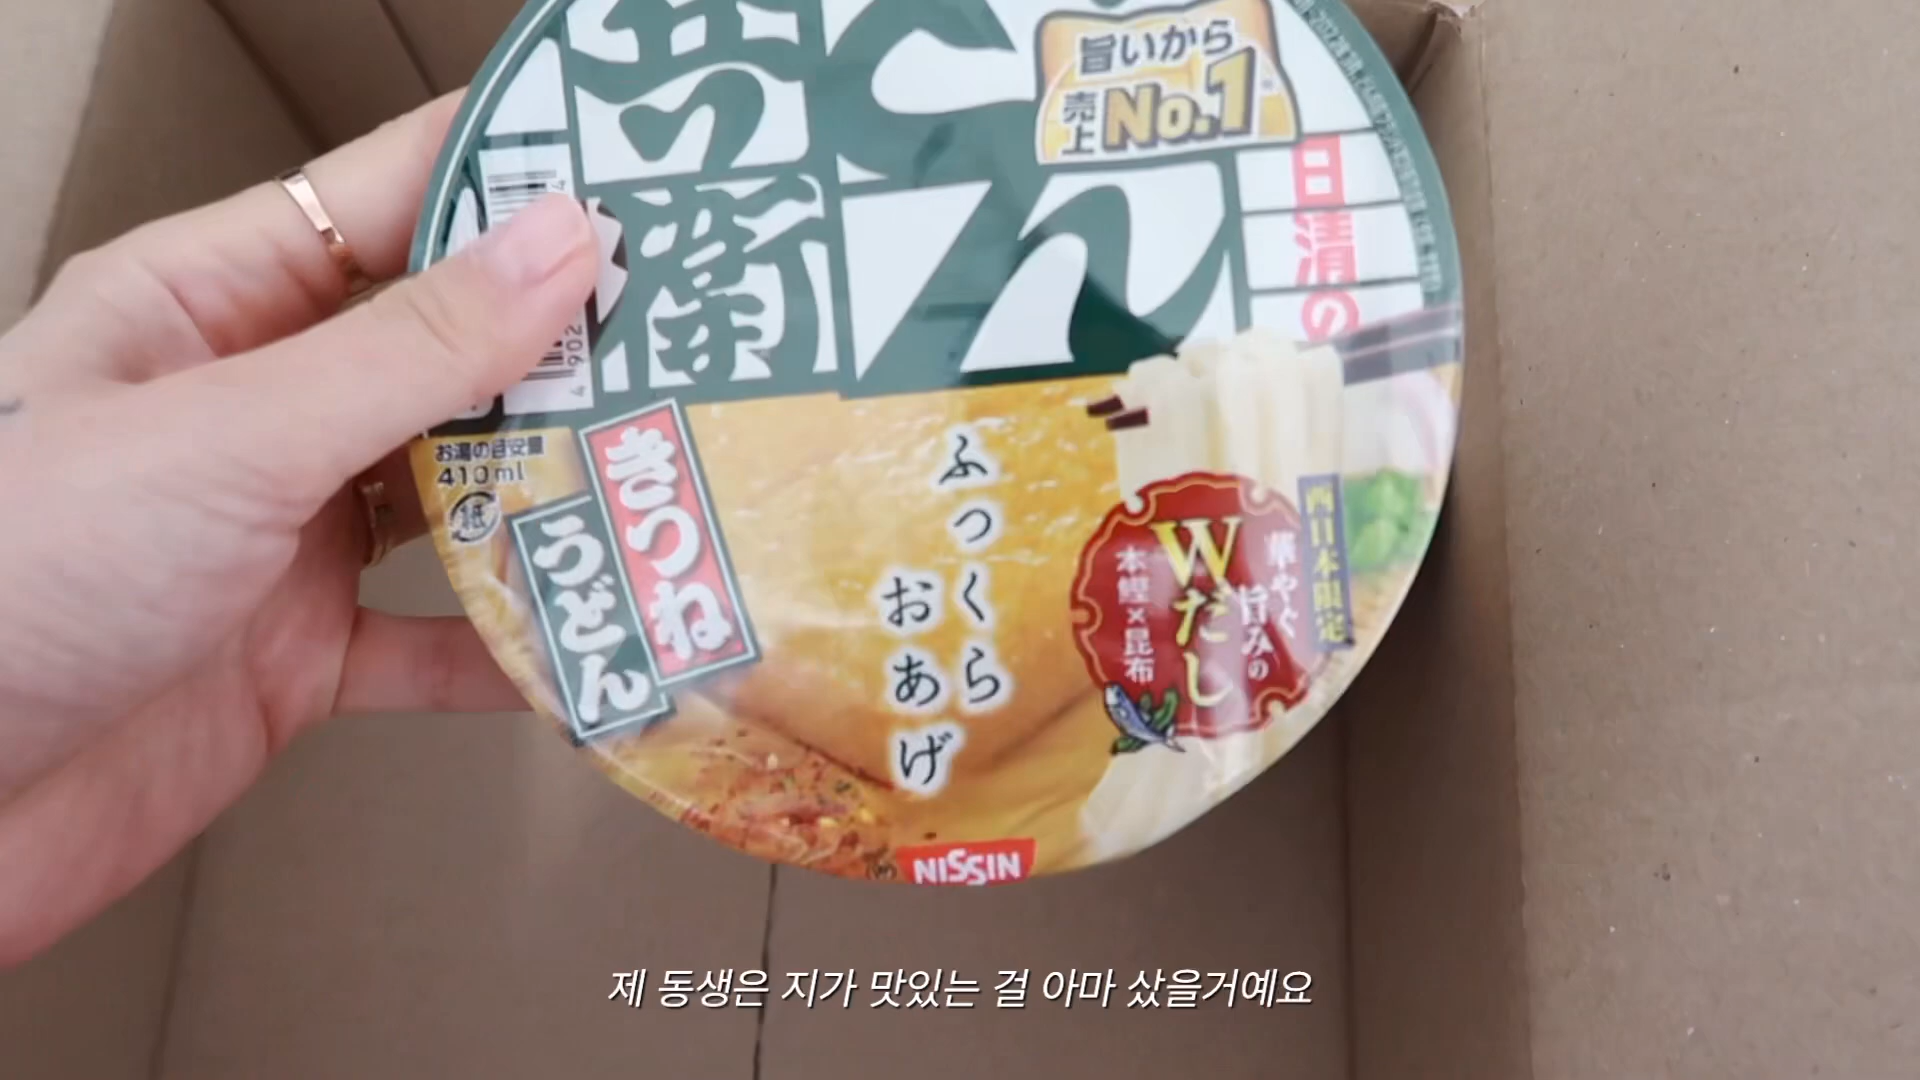 旨いから
売上No.1
日清の
兵衛
お湯の目安量
410ml
紙
きつね
うどん
ふっくら
おあげ
西日本限定
華やぐ
旨みの
Wだし
本鰹×昆布
NISSIN
제 동생은 지가 맛있는 걸 아마 샀을거예요